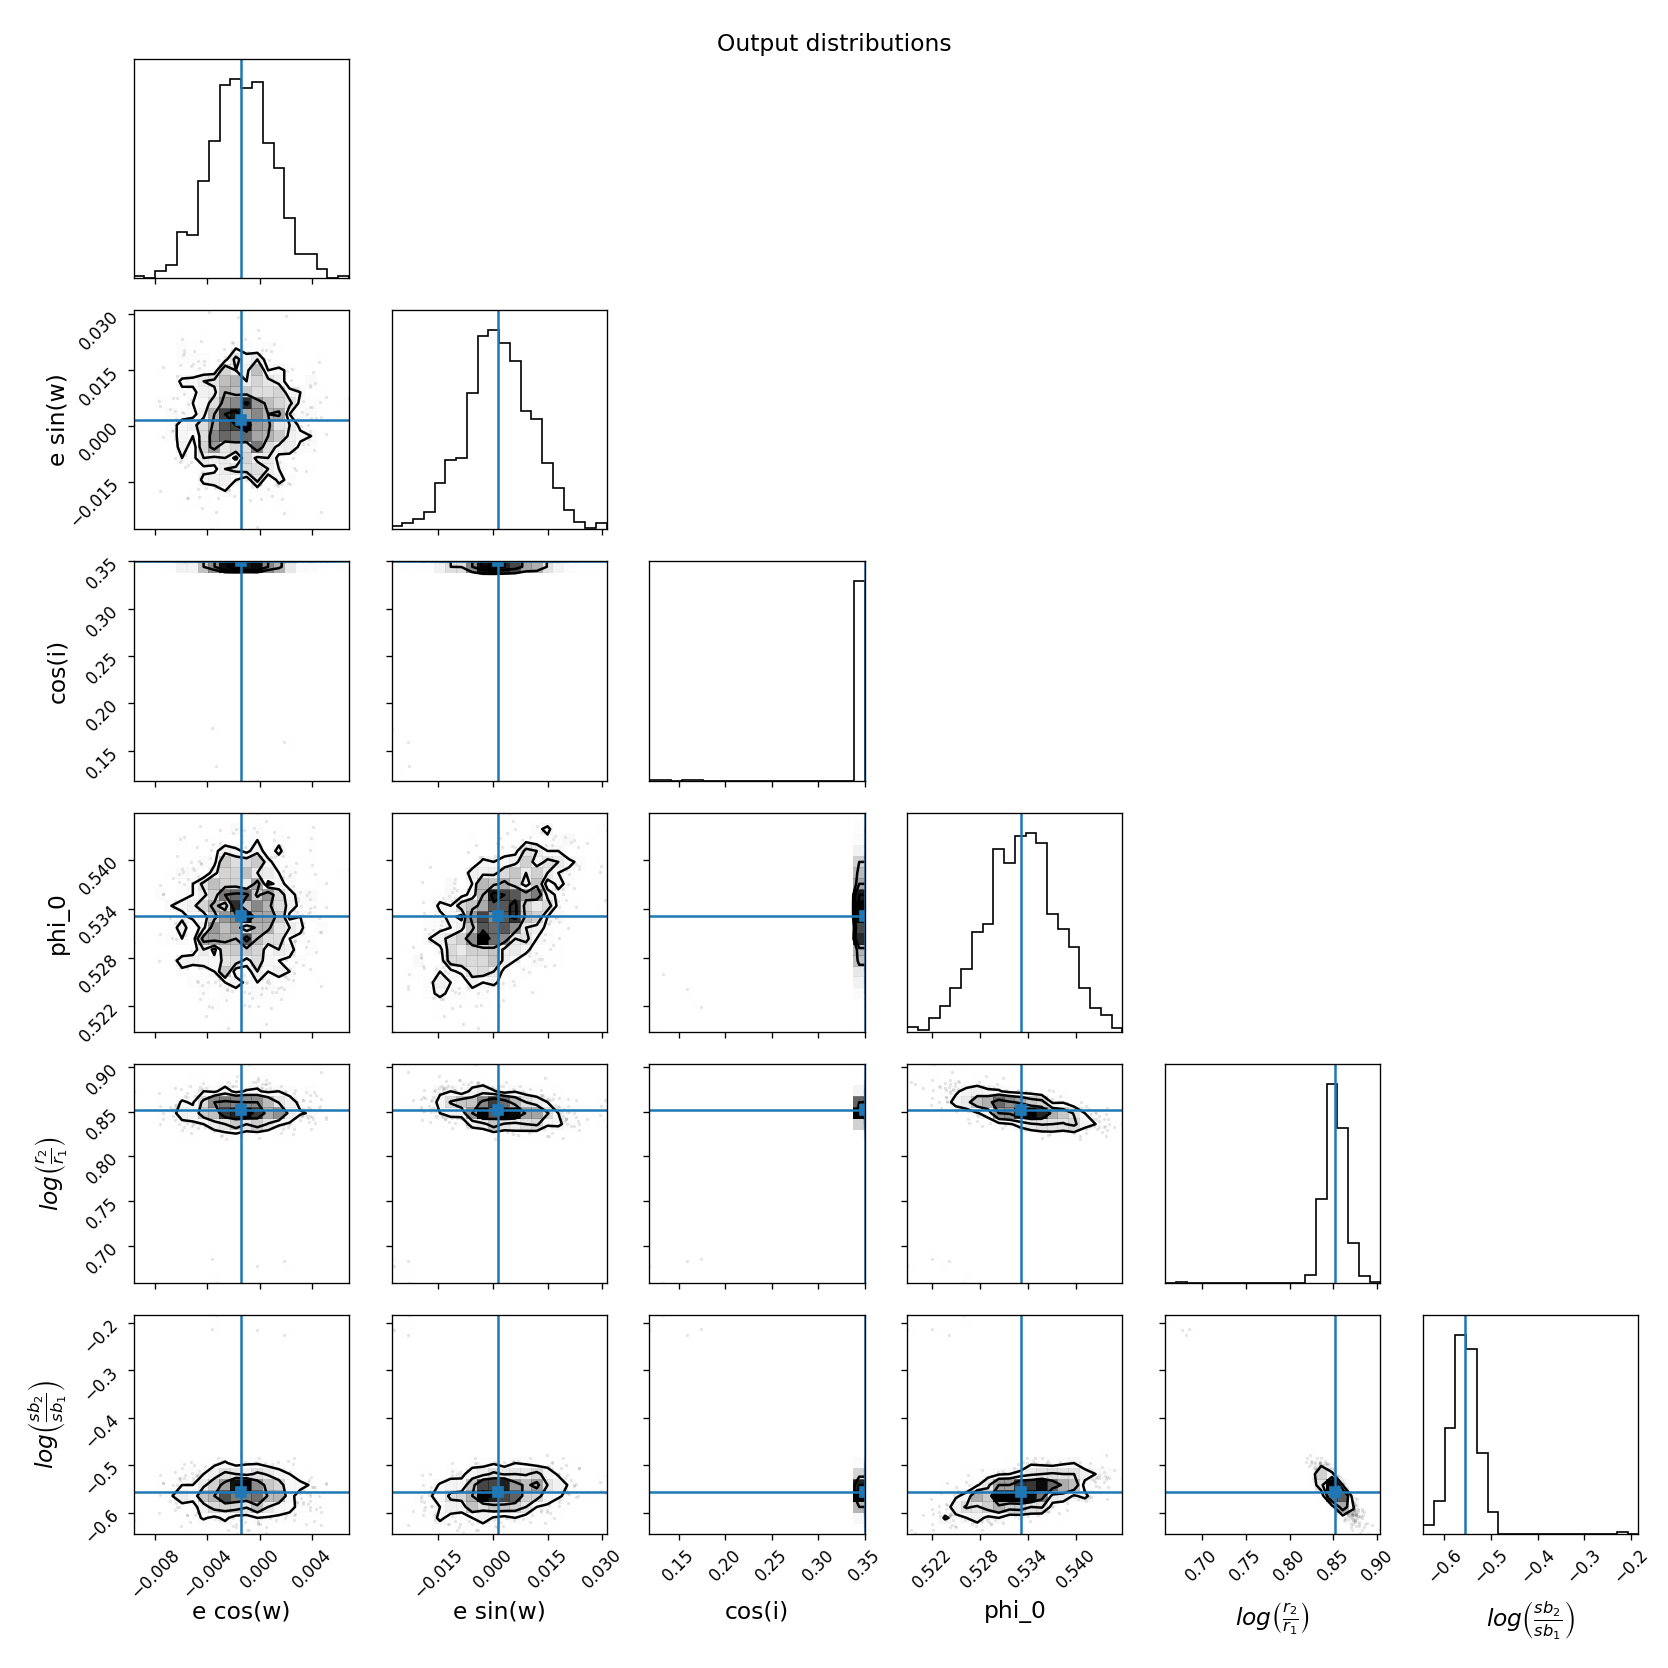 Output distributions
0.030
0.015
0.000
−0.015
e sin(w)
0.35
0.30
0.25
0.20
0.15
cos(i)
0.540
0.534
0.528
0.522
phi_0
0.90
0.85
0.80
0.75
0.70
log(r₂/r₁)
−0.2
−0.3
−0.4
−0.5
−0.6
log(sb₂/sb₁)
−0.008 −0.004 0.000 0.004
−0.015 0.000 0.015 0.030
0.15 0.20 0.25 0.30 0.35
0.522 0.528 0.534 0.540
0.70 0.75 0.80 0.85 0.90
−0.6 −0.5 −0.4 −0.3 −0.2
e cos(w)
e sin(w)
cos(i)
phi_0
log(r₂/r₁)
log(sb₂/sb₁)